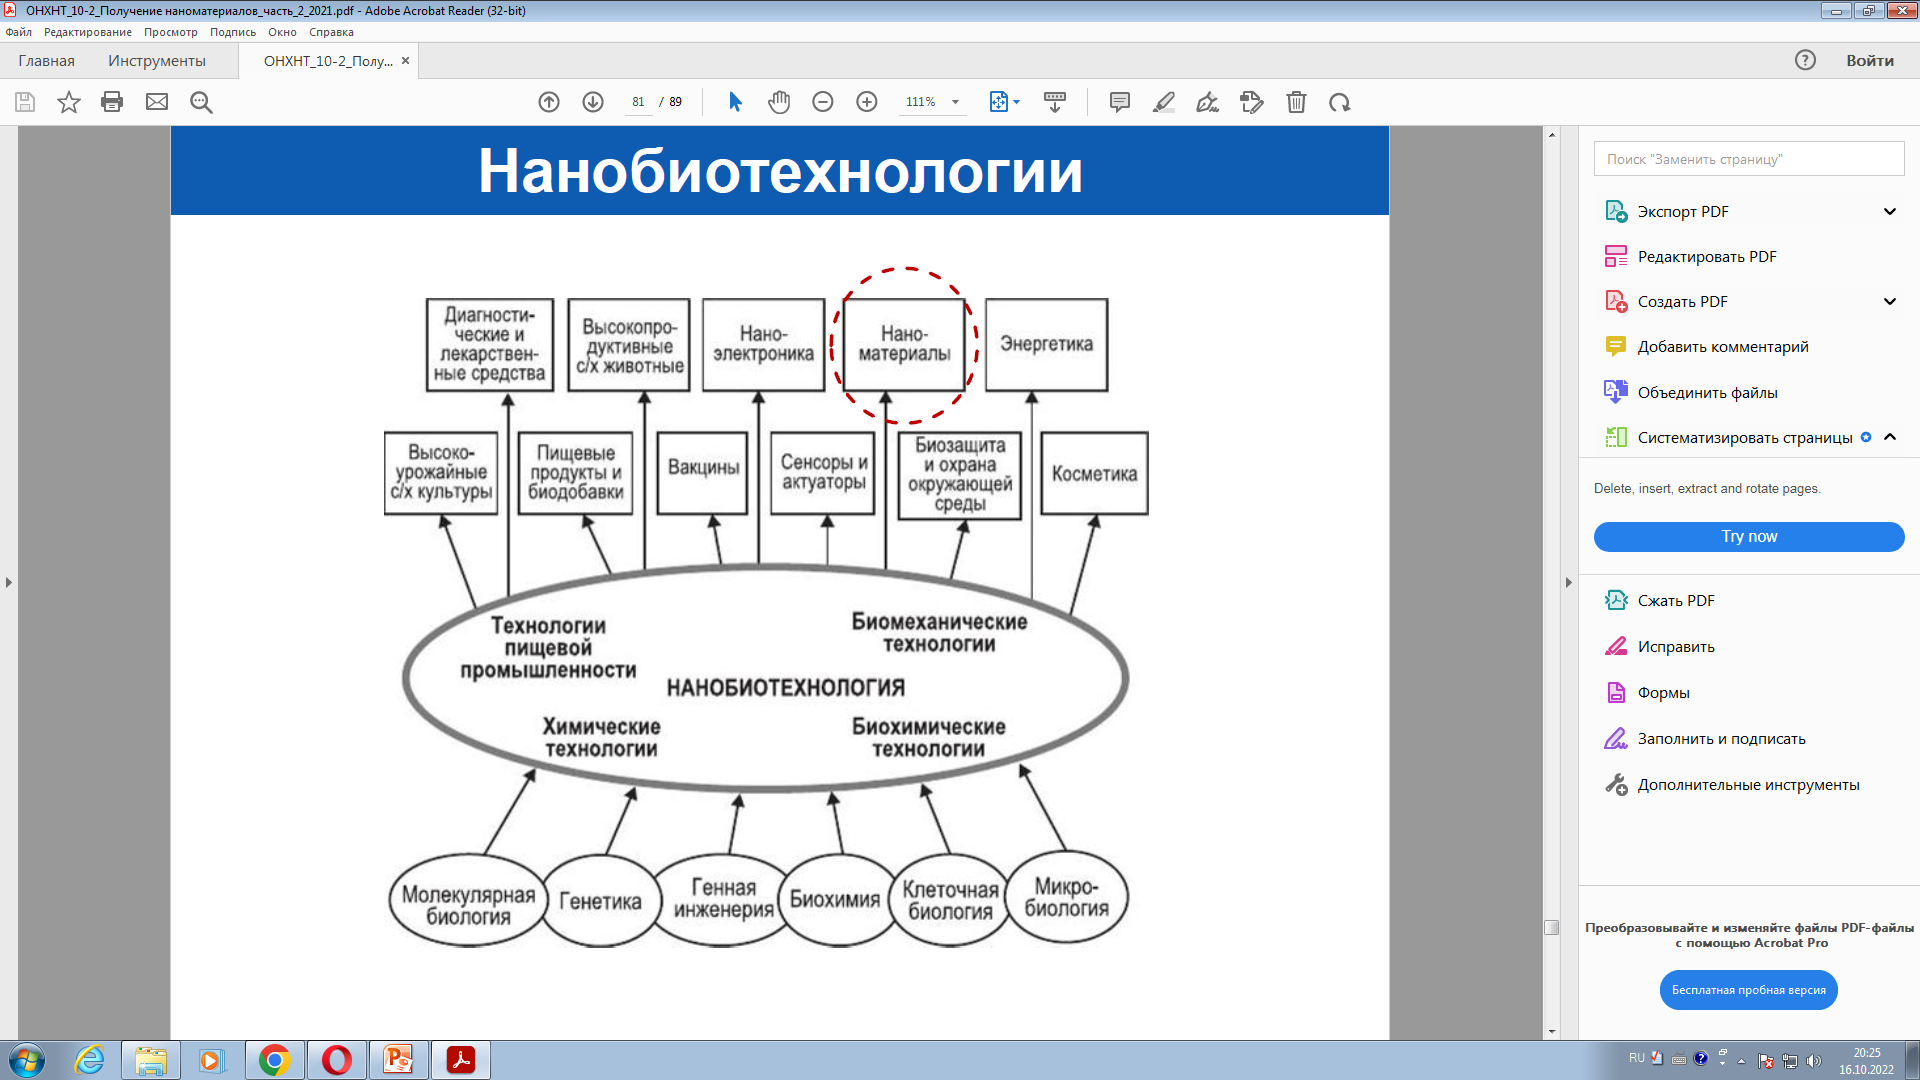 ОНХНТ_10-2_Получение наноматериалов_часть_2_2021.pdf - Adobe Acrobat Reader (32-bit)
Файл Редактирование Просмотр Подпись Окно Справка
Главная Инструменты ОНХНТ_10-2_Полу... × Войти
81 / 89 111%
Нанобиотехнологии
Диагности-
ческие и
лекарствен-
ные средства
Высокопро-
дуктивные
с/х животные
Нано-
электроника
Нано-
материалы
Энергетика
Высоко-
урожайные
с/х культуры
Пищевые
продукты и
биодобавки
Вакцины
Сенсоры и
актуаторы
Биозащита
и охрана
окружающей
среды
Косметика
Технологии
пищевой
промышленности
Биомеханические
технологии
НАНОБИОТЕХНОЛОГИЯ
Химические
технологии
Биохимические
технологии
Молекулярная
биология
Генетика
Генная
инженерия
Биохимия
Клеточная
биология
Микро-
биология
Поиск "Заменить страницу"
Экспорт PDF
Редактировать PDF
Создать PDF
Добавить комментарий
Объединить файлы
Систематизировать страницы
Delete, insert, extract and rotate pages.
Try now
Сжать PDF
Исправить
Формы
Заполнить и подписать
Дополнительные инструменты
Преобразовывайте и изменяйте файлы PDF-файлы
с помощью Acrobat Pro
Бесплатная пробная версия
RU
20:25
16.10.2022